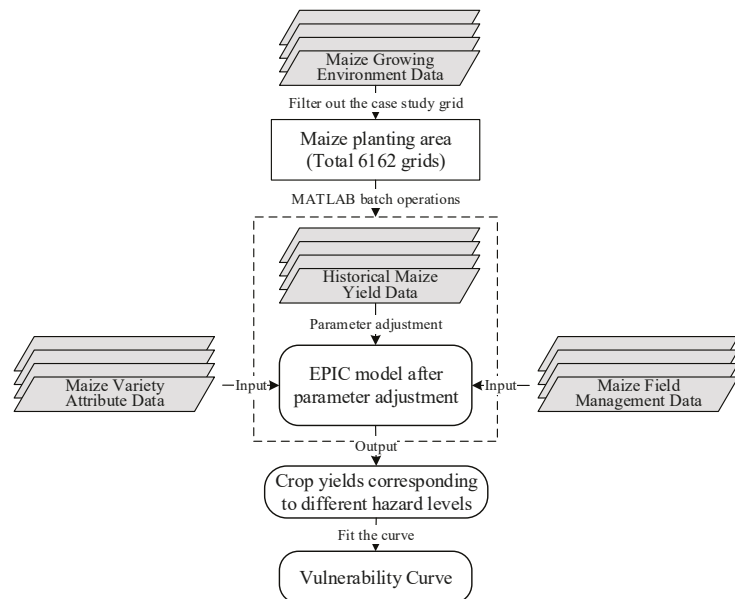 Maize Growing
Environment Data
Filter out the case study grid
Maize planting area
(Total 6162 grids)
MATLAB batch operations
Historical Maize
Yield Data
Parameter adjustment
Maize Variety
Attribute Data
Input
EPIC model after
parameter adjustment
Input
Maize Field
Management Data
Output
Crop yields corresponding
to different hazard levels
Fit the curve
Vulnerability Curve